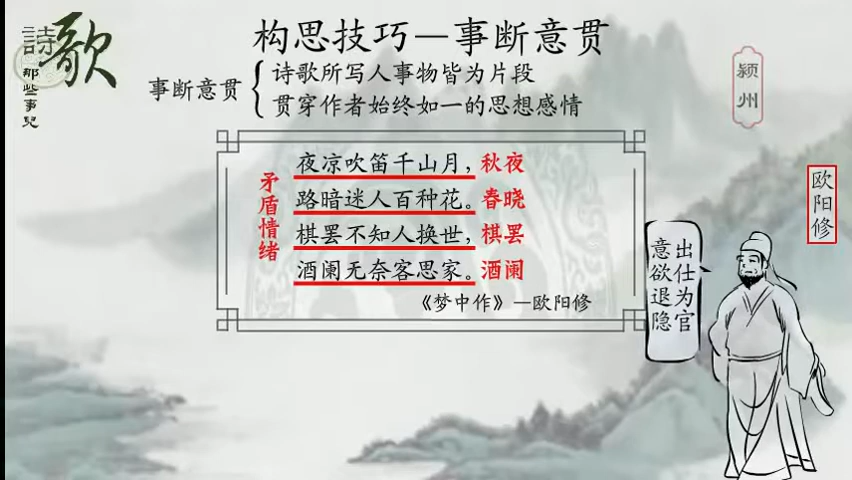 詩歌
那些事兒
构思技巧—事断意贯
事断意贯
诗歌所写人事物皆为片段
贯穿作者始终如一的思想感情
颍州
矛盾情绪
夜凉吹笛千山月，秋夜
路暗迷人百种花。春晓
棋罢不知人换世，棋罢
酒阑无奈客思家。酒阑
《梦中作》—欧阳修
欧阳修
出仕为官
意欲退隐